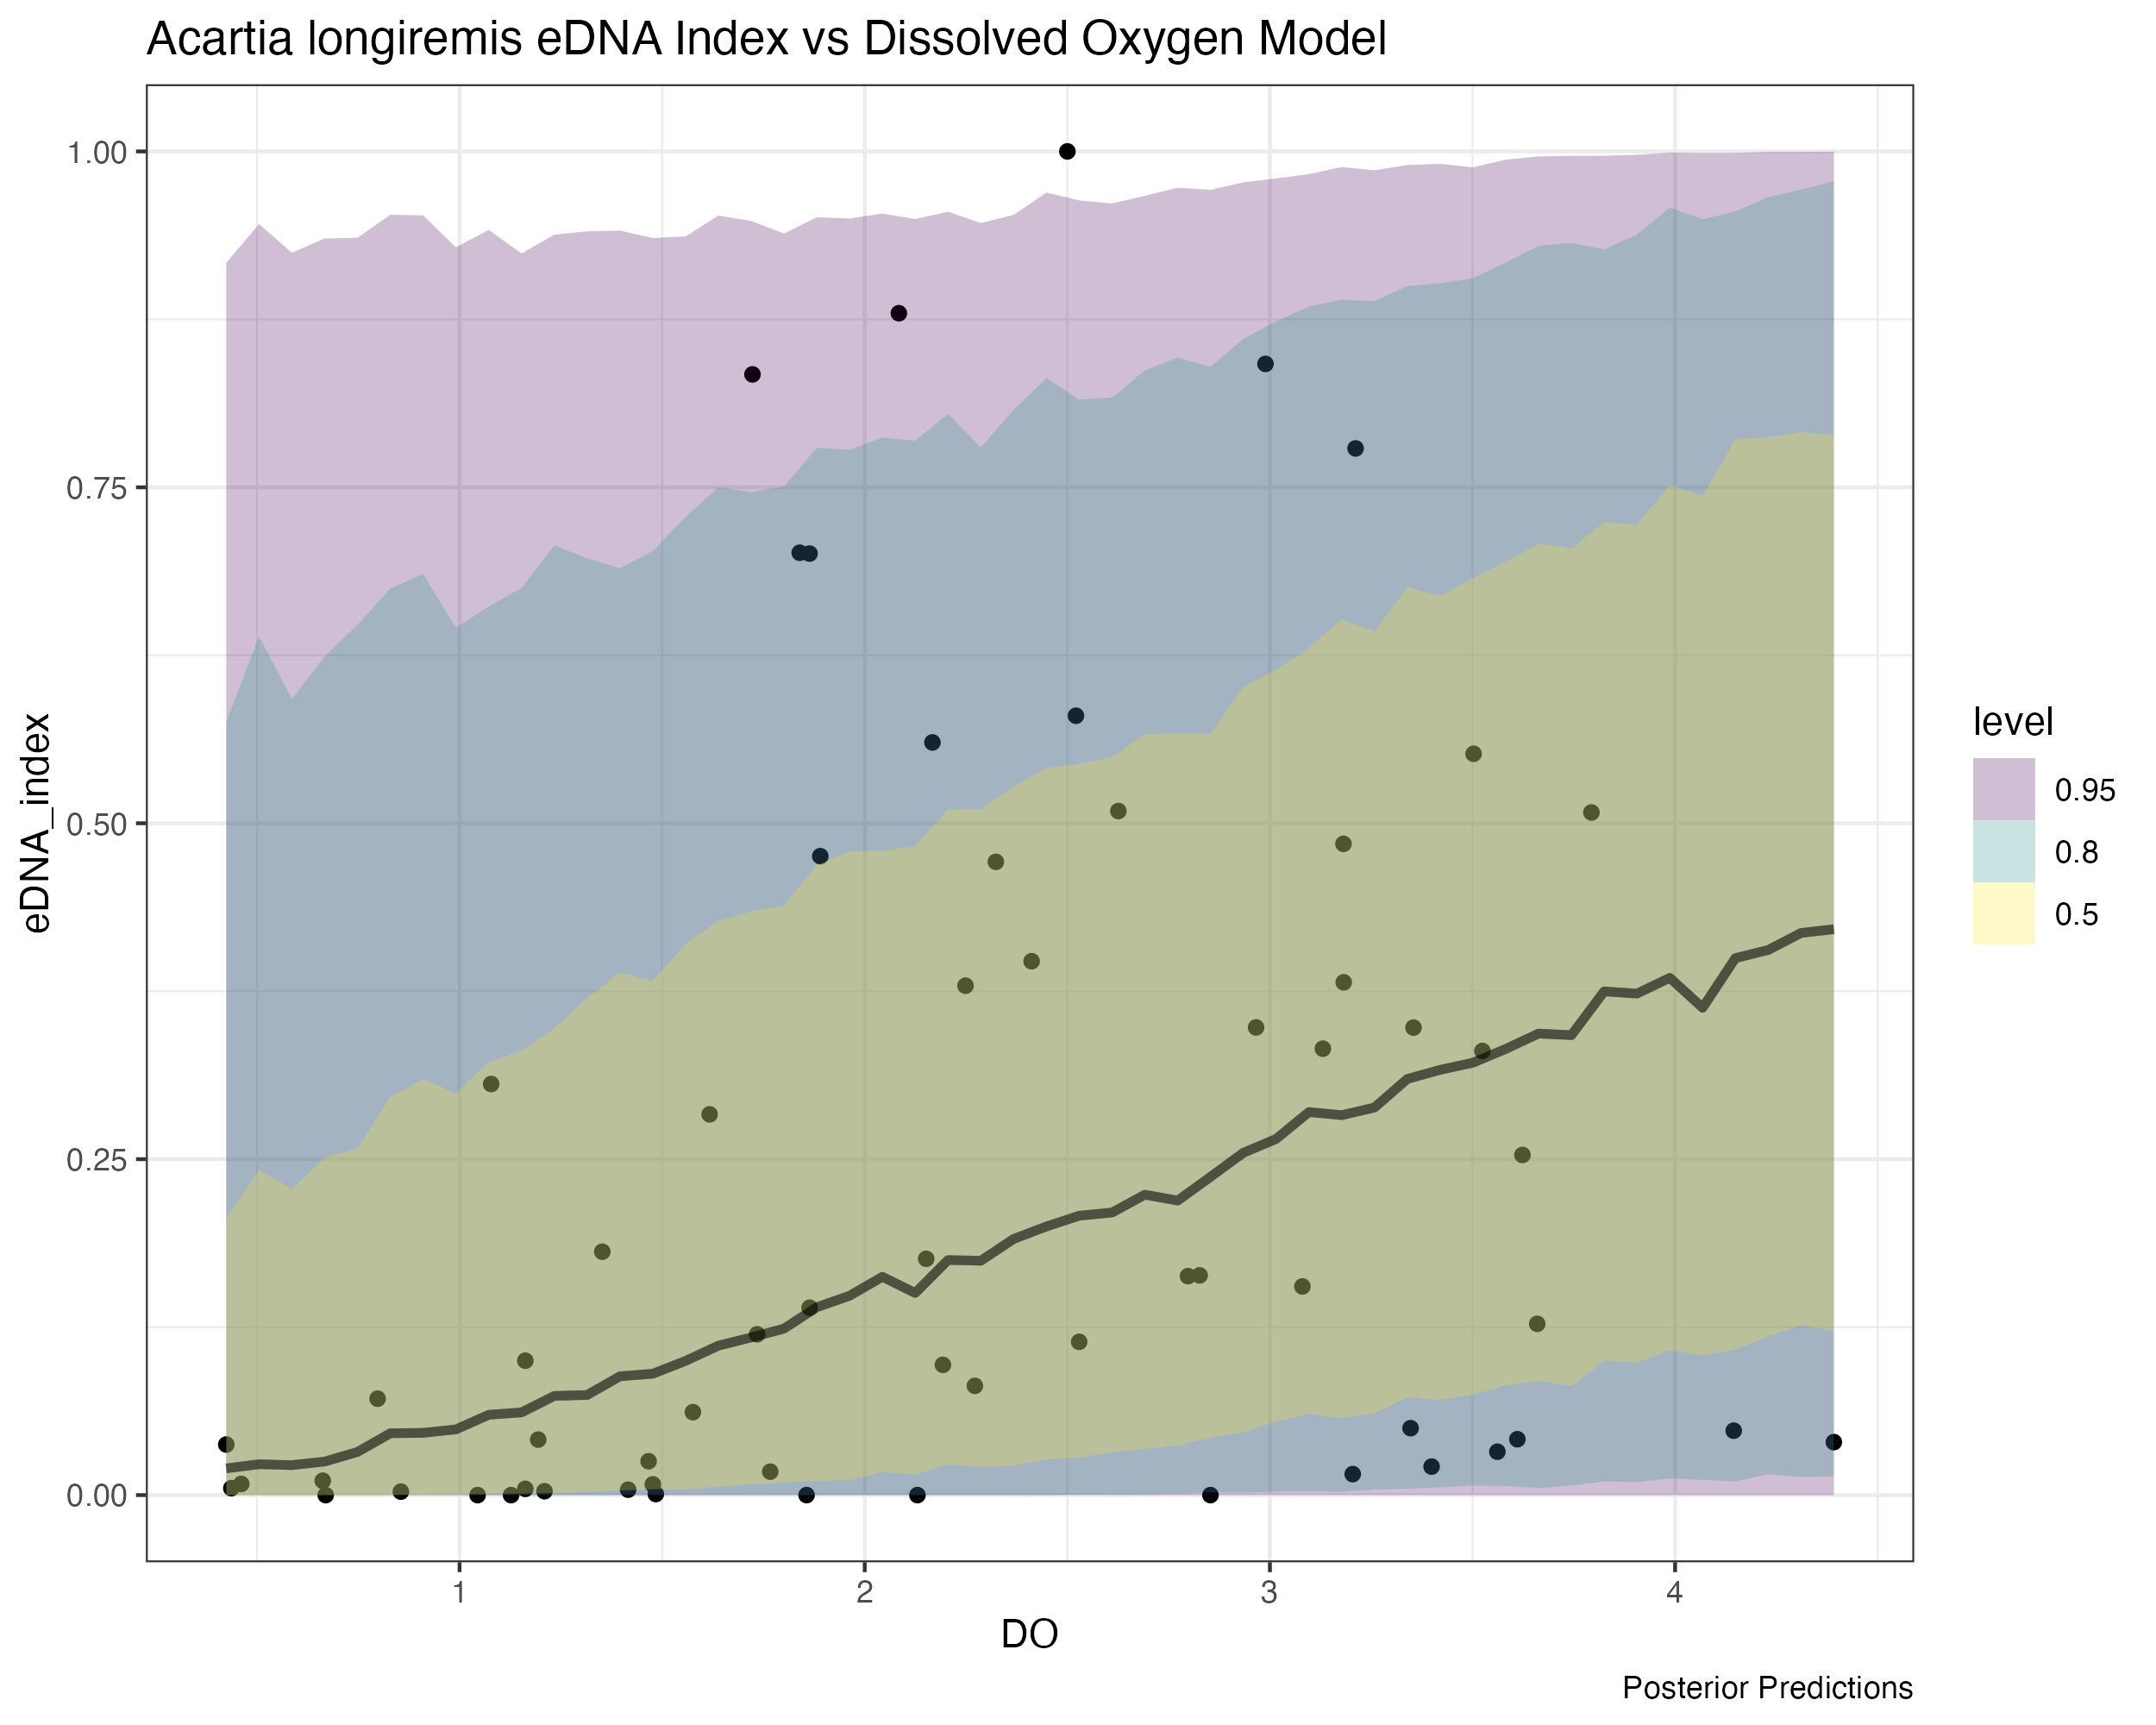 Acartia longiremis eDNA Index vs Dissolved Oxygen Model
1.00
0.75
0.50
0.25
0.00
eDNA_index
1 2 3 4
DO
level
0.95
0.8
0.5
Posterior Predictions